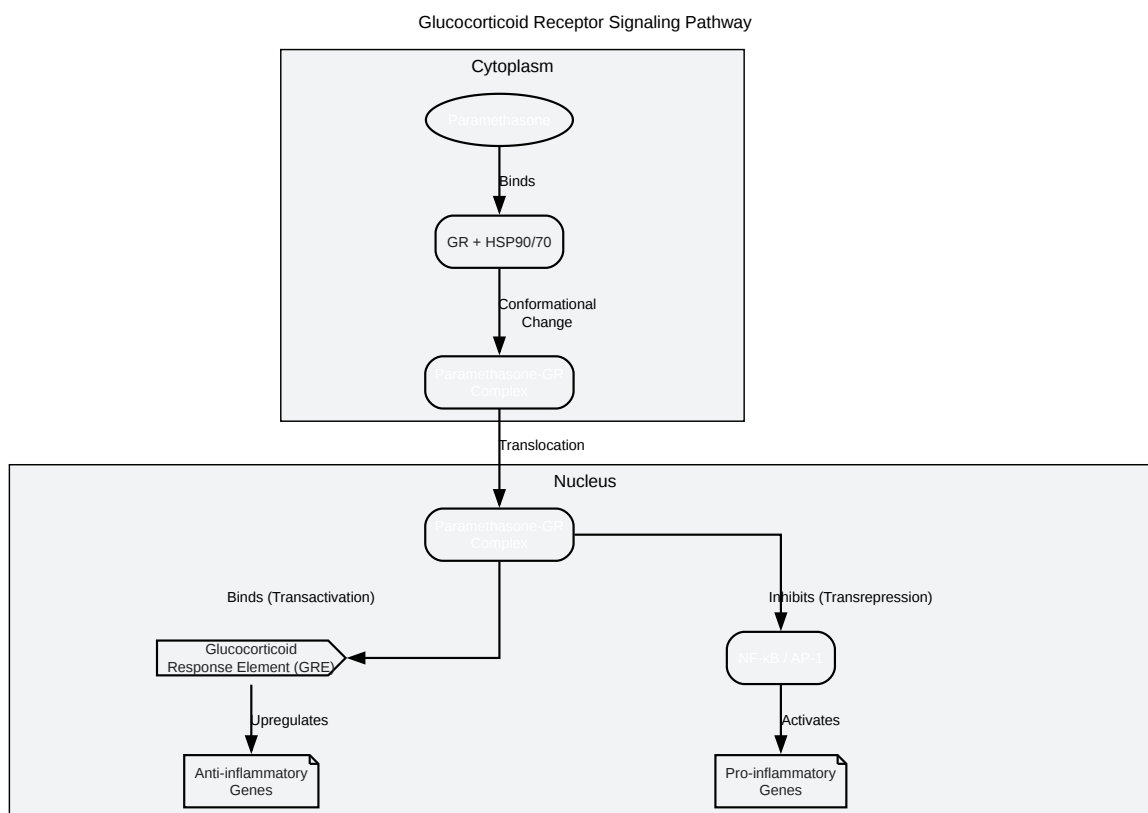 Glucocorticoid Receptor Signaling Pathway
Cytoplasm
Paramethasone
Binds
GR + HSP90/70
Conformational
Change
Paramethasone-GR
Complex
Translocation
Nucleus
Paramethasone-GR
Complex
Binds (Transactivation)
Inhibits (Transrepression)
Glucocorticoid
Response Element (GRE)
NF-κB / AP-1
Upregulates
Activates
Anti-inflammatory
Genes
Pro-inflammatory
Genes